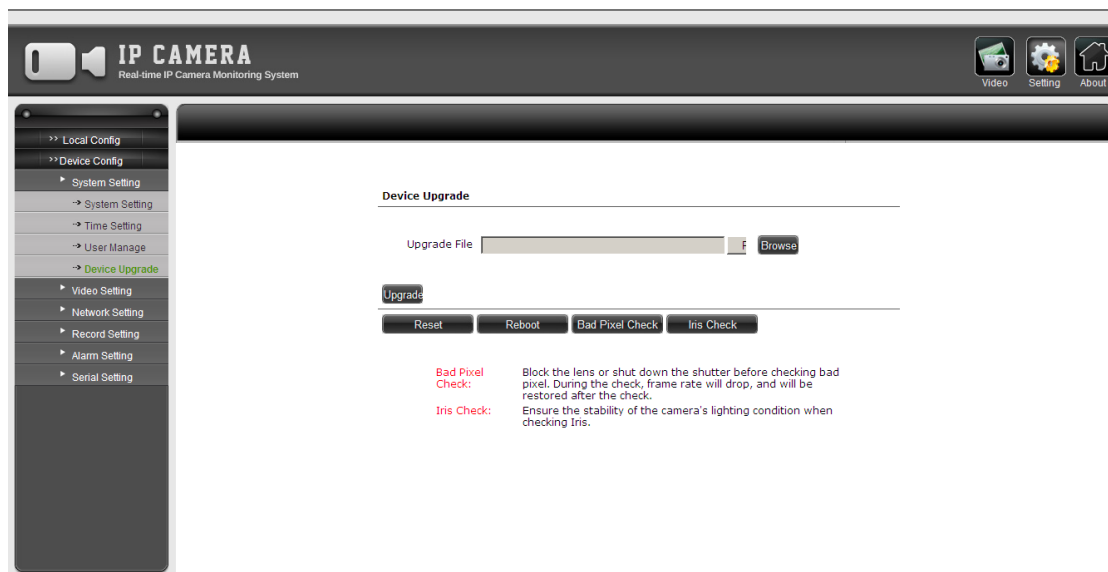 IP CAMERA
Real-time IP Camera Monitoring System
Video
Setting
About
>> Local Config
>> Device Config
System Setting
System Setting
Time Setting
User Manage
Device Upgrade
Video Setting
Network Setting
Record Setting
Alarm Setting
Serial Setting
Device Upgrade
Upgrade File
Browse
Upgrade
Reset Reboot Bad Pixel Check Iris Check
Bad Pixel
Check:
Block the lens or shut down the shutter before checking bad
pixel. During the check, frame rate will drop, and will be
restored after the check.
Iris Check:
Ensure the stability of the camera's lighting condition when
checking Iris.